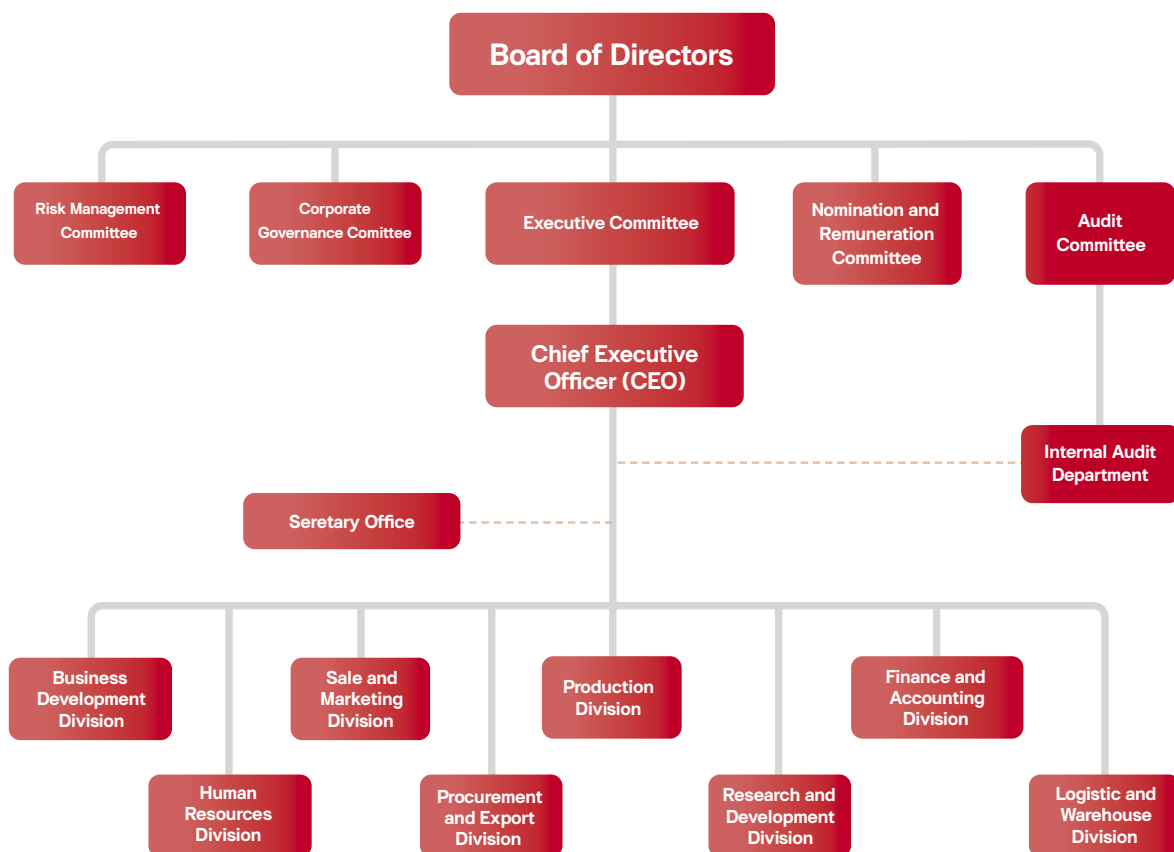 Board of Directors
Risk Management
Committee
Corporate
Governance Comittee
Executive Committee
Nomination and
Remuneration
Committee
Audit
Committee
Chief Executive
Officer (CEO)
Internal Audit
Department
Seretary Office
Business
Development
Division
Sale and
Marketing
Division
Production
Division
Finance and
Accounting
Division
Human
Resources
Division
Procurement
and Export
Division
Research and
Development
Division
Logistic and
Warehouse
Division